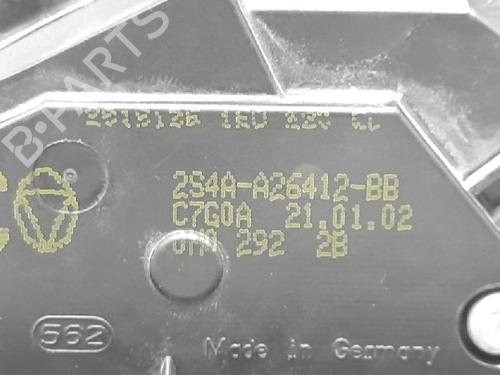 B-PARTS
2S4A-A26412-BB
C7G0A 21.01.02
292 2B
562
Made in Germany